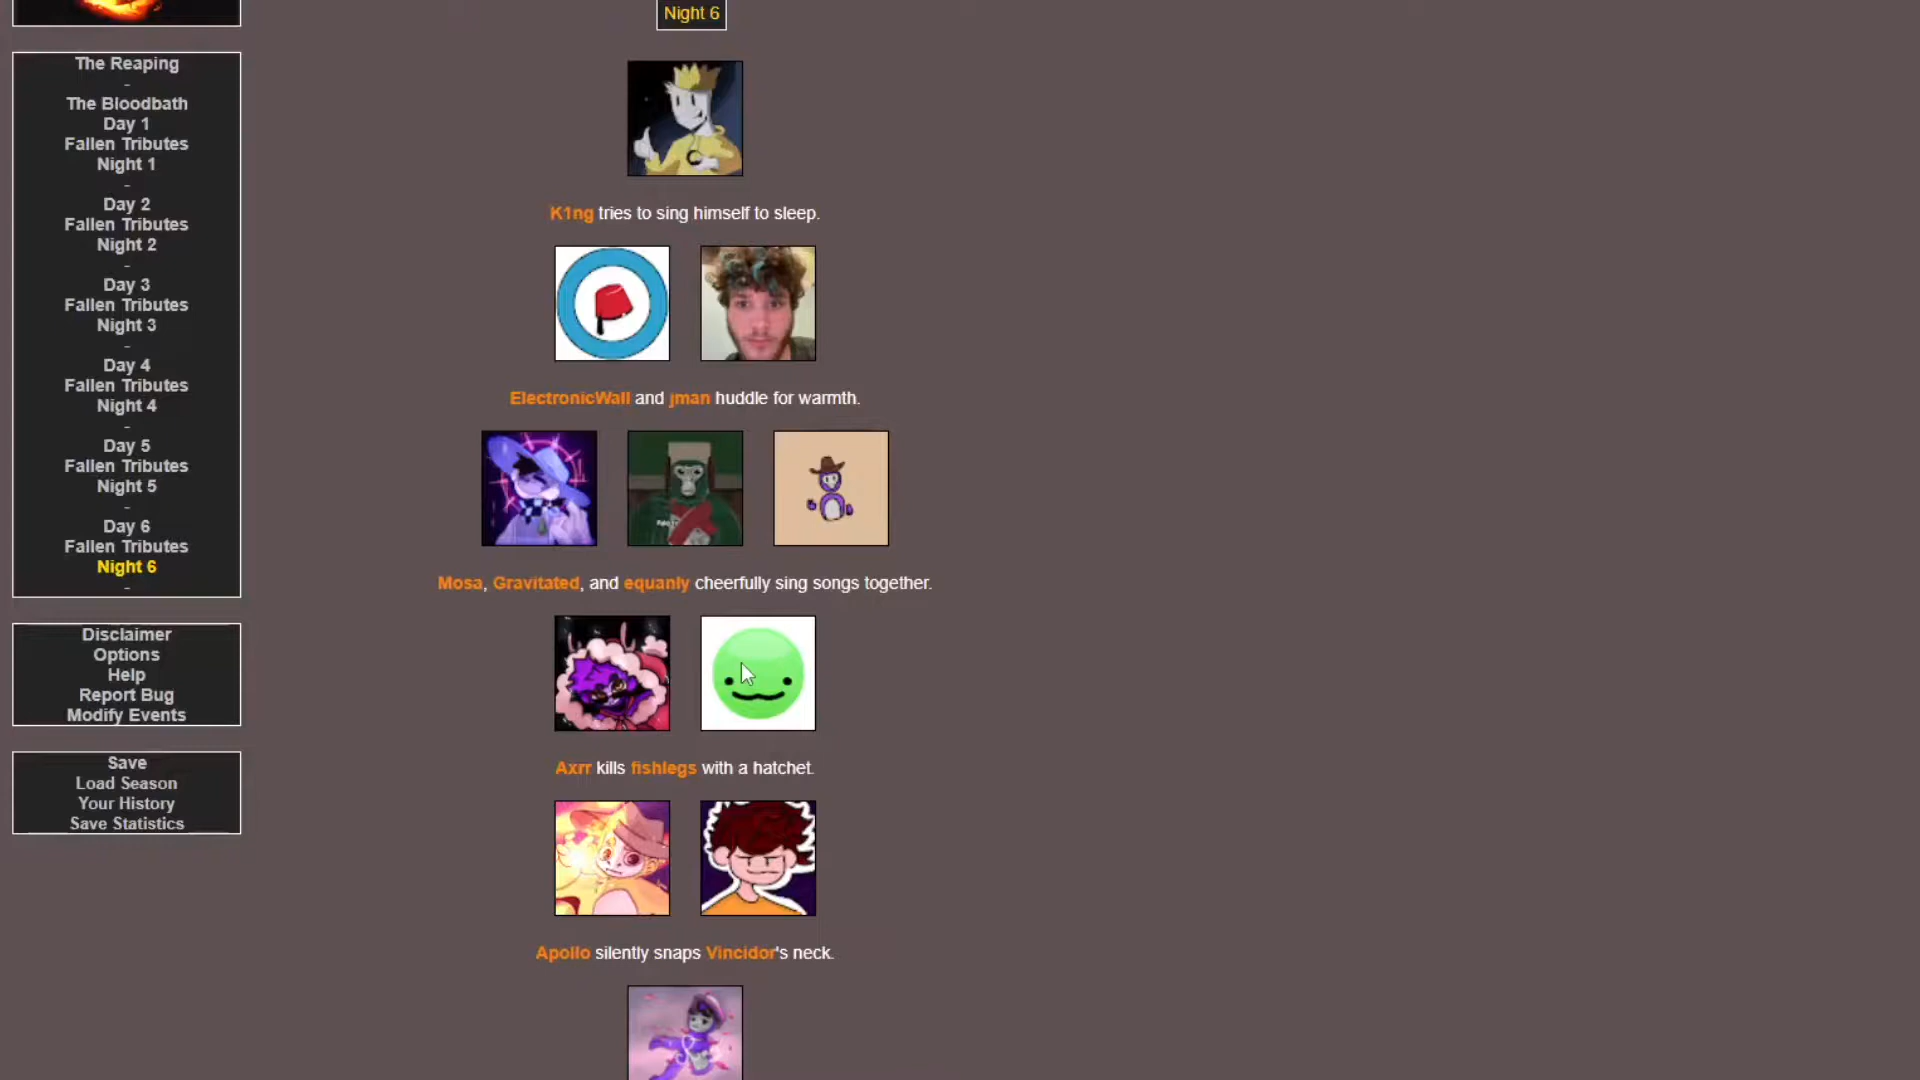 Night 6
The Reaping
-
The Bloodbath
Day 1
Fallen Tributes
Night 1
-
Day 2
Fallen Tributes
Night 2
-
Day 3
Fallen Tributes
Night 3
-
Day 4
Fallen Tributes
Night 4
-
Day 5
Fallen Tributes
Night 5
-
Day 6
Fallen Tributes
Night 6
-
Disclaimer
Options
Help
Report Bug
Modify Events
Save
Load Season
Your History
Save Statistics
K1ng tries to sing himself to sleep.
ElectronicWall and jman huddle for warmth.
Mosa, Gravitated, and equanly cheerfully sing songs together.
Axrr kills fishlegs with a hatchet.
Apollo silently snaps Vincidor's neck.